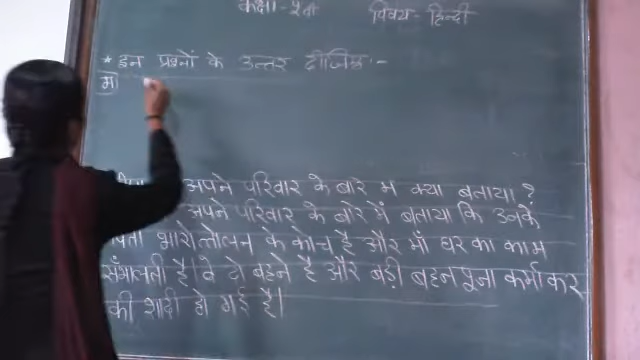 कक्षा-5वीं विषय-हिन्दी
* इन प्रश्नों के उत्तर दीजिए:-
अपने परिवार के बारे म क्या बताया?
अपने परिवार के बारे में बताया कि उनके
पिता भारोत्तोलन के कोच है और माँ घर का काम
संभालती है। वे दो बहने है और बड़ी बहन पूना कर्माकर
की शादी हो गई है।